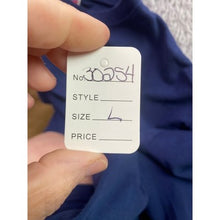 No 30254
STYLE
SIZE L
PRICE